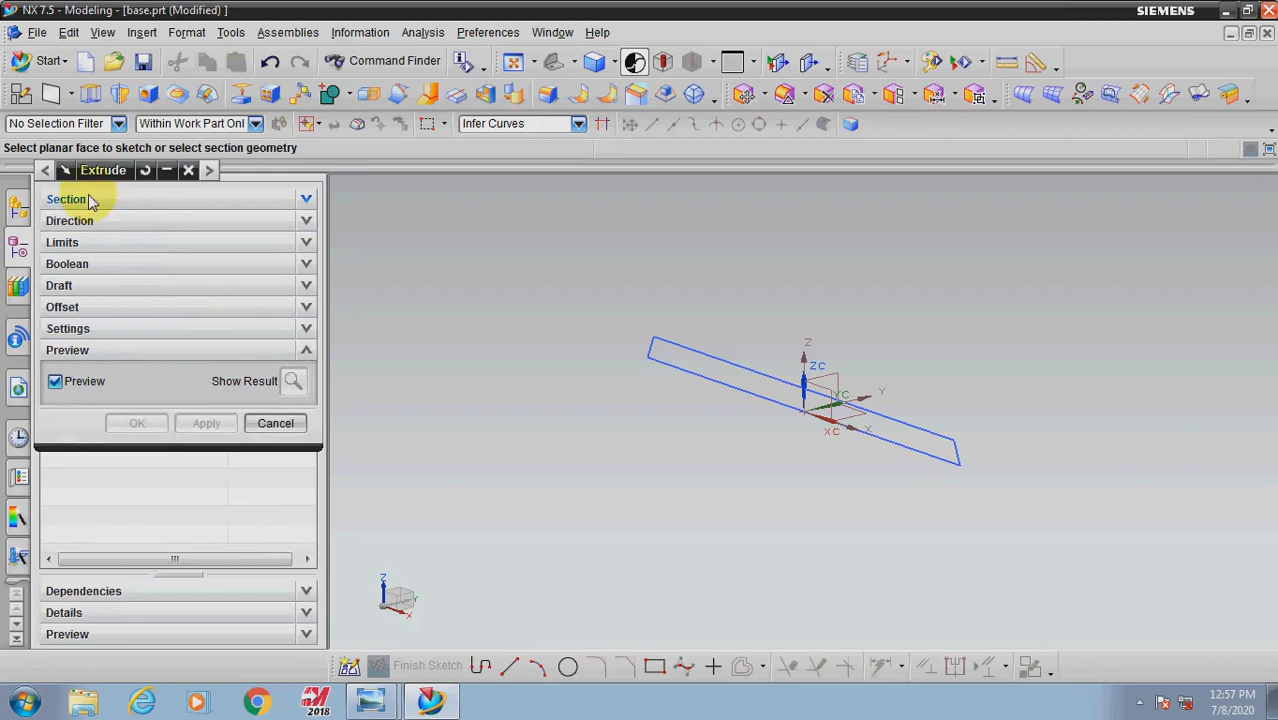 NX 7.5 - Modeling - [base.prt (Modified) ]
SIEMENS
File Edit View Insert Format Tools Assemblies Information Analysis Preferences Window Help
Start Command Finder
No Selection Filter Within Work Part Onl Infer Curves
Select planar face to sketch or select section geometry
Extrude
Section
Direction
Limits
Boolean
Draft
Offset
Settings
Preview
Preview Show Result
OK Apply Cancel
Z
ZC
YC
Y
XC
X
Z
Y
X
Dependencies
Details
Preview
Finish Sketch
2018
12:57 PM
7/8/2020